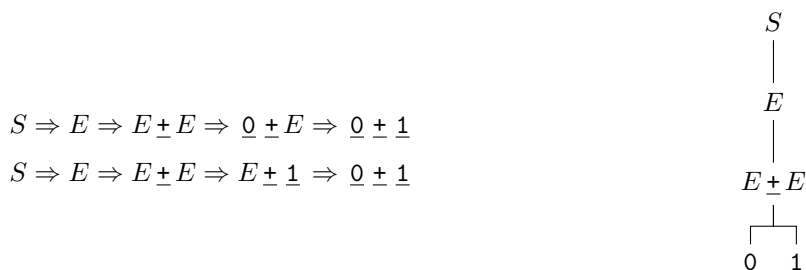 S ⇒ E ⇒ E + E ⇒ 0 + E ⇒ 0 + 1
S ⇒ E ⇒ E + E ⇒ E + 1 ⇒ 0 + 1
S
E
E + E
0 1